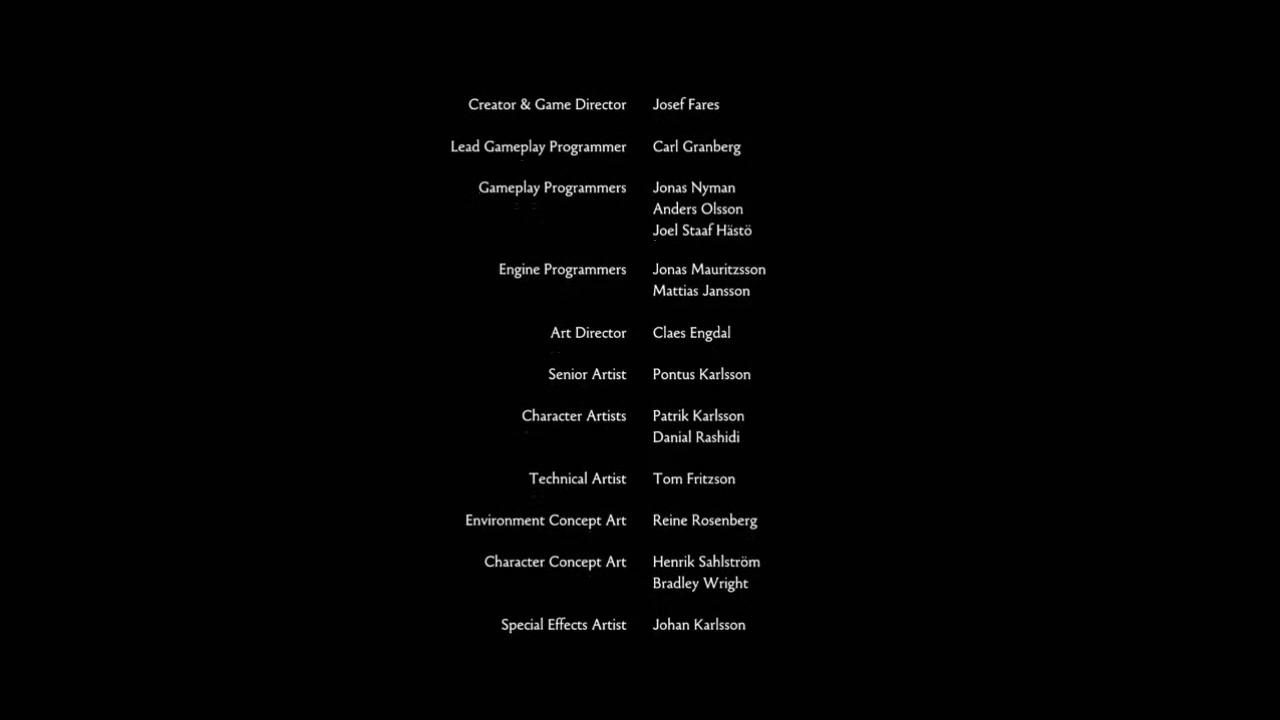 Creator & Game Director Josef Fares
Lead Gameplay Programmer Carl Granberg
Gameplay Programmers Jonas Nyman
Anders Olsson
Joel Staaf Hästö
Engine Programmers Jonas Mauritzsson
Mattias Jansson
Art Director Claes Engdal
Senior Artist Pontus Karlsson
Character Artists Patrik Karlsson
Danial Rashidi
Technical Artist Tom Fritzson
Environment Concept Art Reine Rosenberg
Character Concept Art Henrik Sahlström
Bradley Wright
Special Effects Artist Johan Karlsson